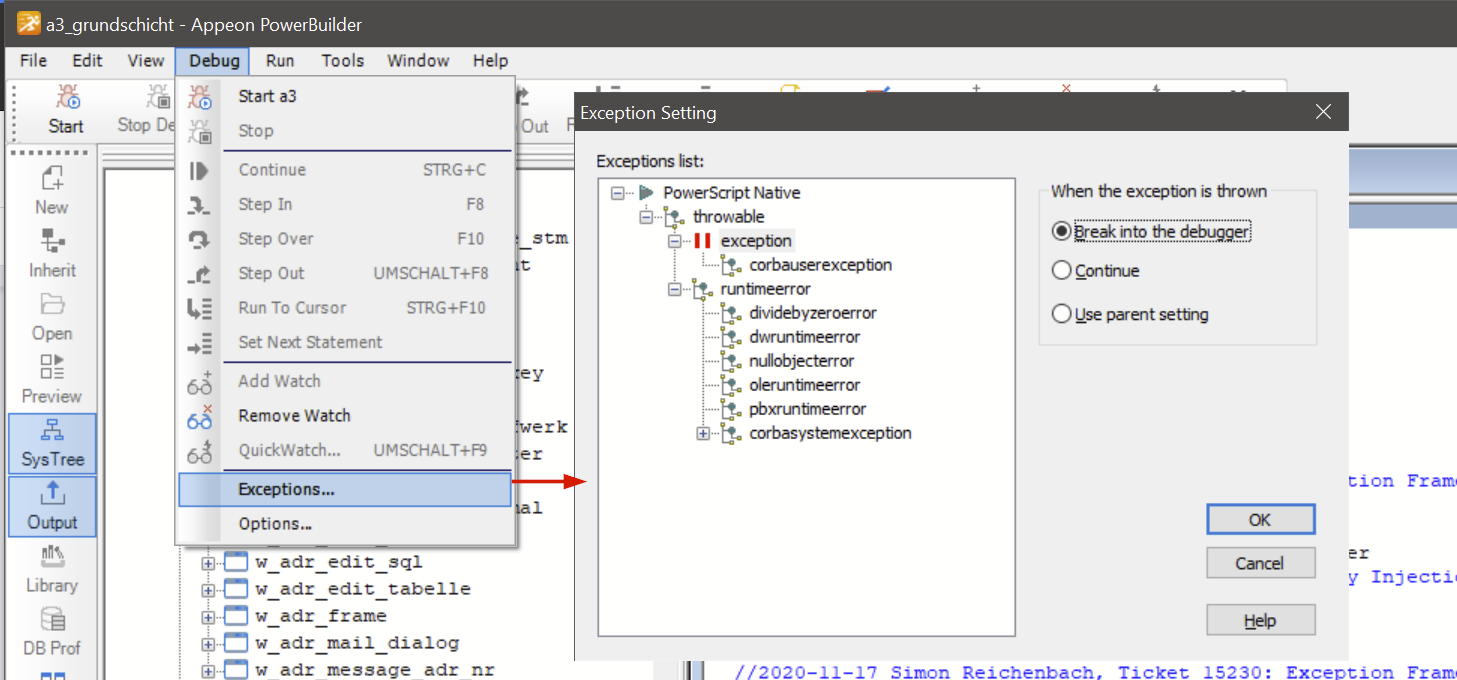 a3_grundschicht - Appeon PowerBuilder
File Edit View Debug Run Tools Window Help
Start
Stop De
Out
New
Inherit
Open
Preview
SysTree
Output
Library
DB Prof
Start a3
Stop
Continue STRG+C
Step In F8
Step Over F10
Step Out UMSCHALT+F8
Run To Cursor STRG+F10
Set Next Statement
Add Watch
Remove Watch
QuickWatch... UMSCHALT+F9
Exceptions...
Options...
e_stm
ey
werk
er
al
w_adr_edit_sql
w_adr_edit_tabelle
w_adr_frame
w_adr_mail_dialog
w_adr_message_adr_nr
Exception Setting
Exceptions list:
PowerScript Native
throwable
exception
corbauserexception
runtimeerror
dividebyzeroerror
dwruntimeerror
nullobjecterror
oleruntimeerror
pbxruntimeerror
corbasystemexception
When the exception is thrown
Break into the debugger
Continue
Use parent setting
OK
Cancel
Help
tion Frame
er
y Injectio
//2020-11-17 Simon Reichenbach, Ticket 15230: Exception Frame